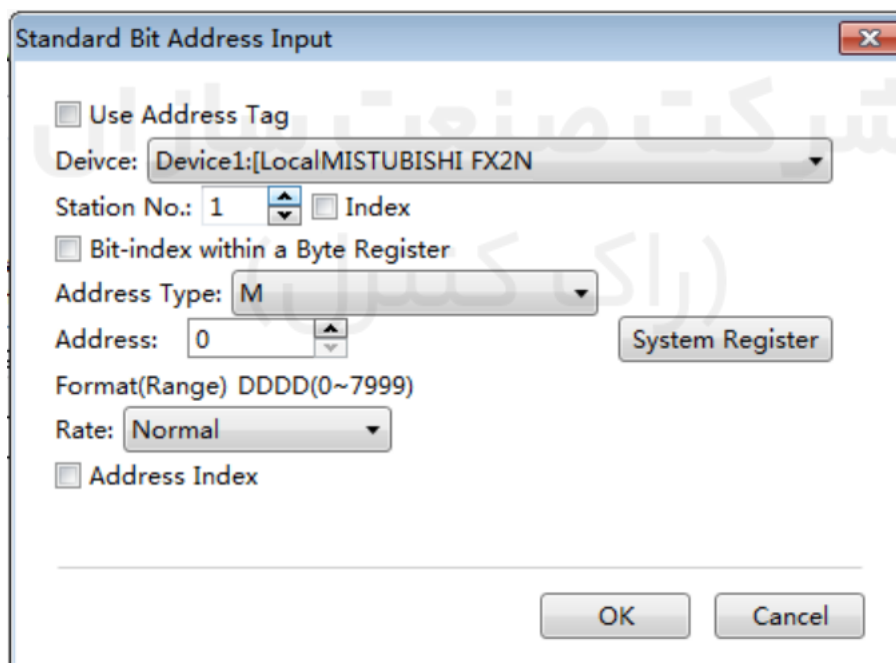 Standard Bit Address Input
شرکت صنعت سازان
Use Address Tag
Deivce: Device1:[LocalMISTUBISHI FX2N
Station No.: 1 Index
Bit-index within a Byte Register
(راک کنترل)
Address Type: M
Address: 0 System Register
Format(Range) DDDD(0~7999)
Rate: Normal
Address Index
OK Cancel